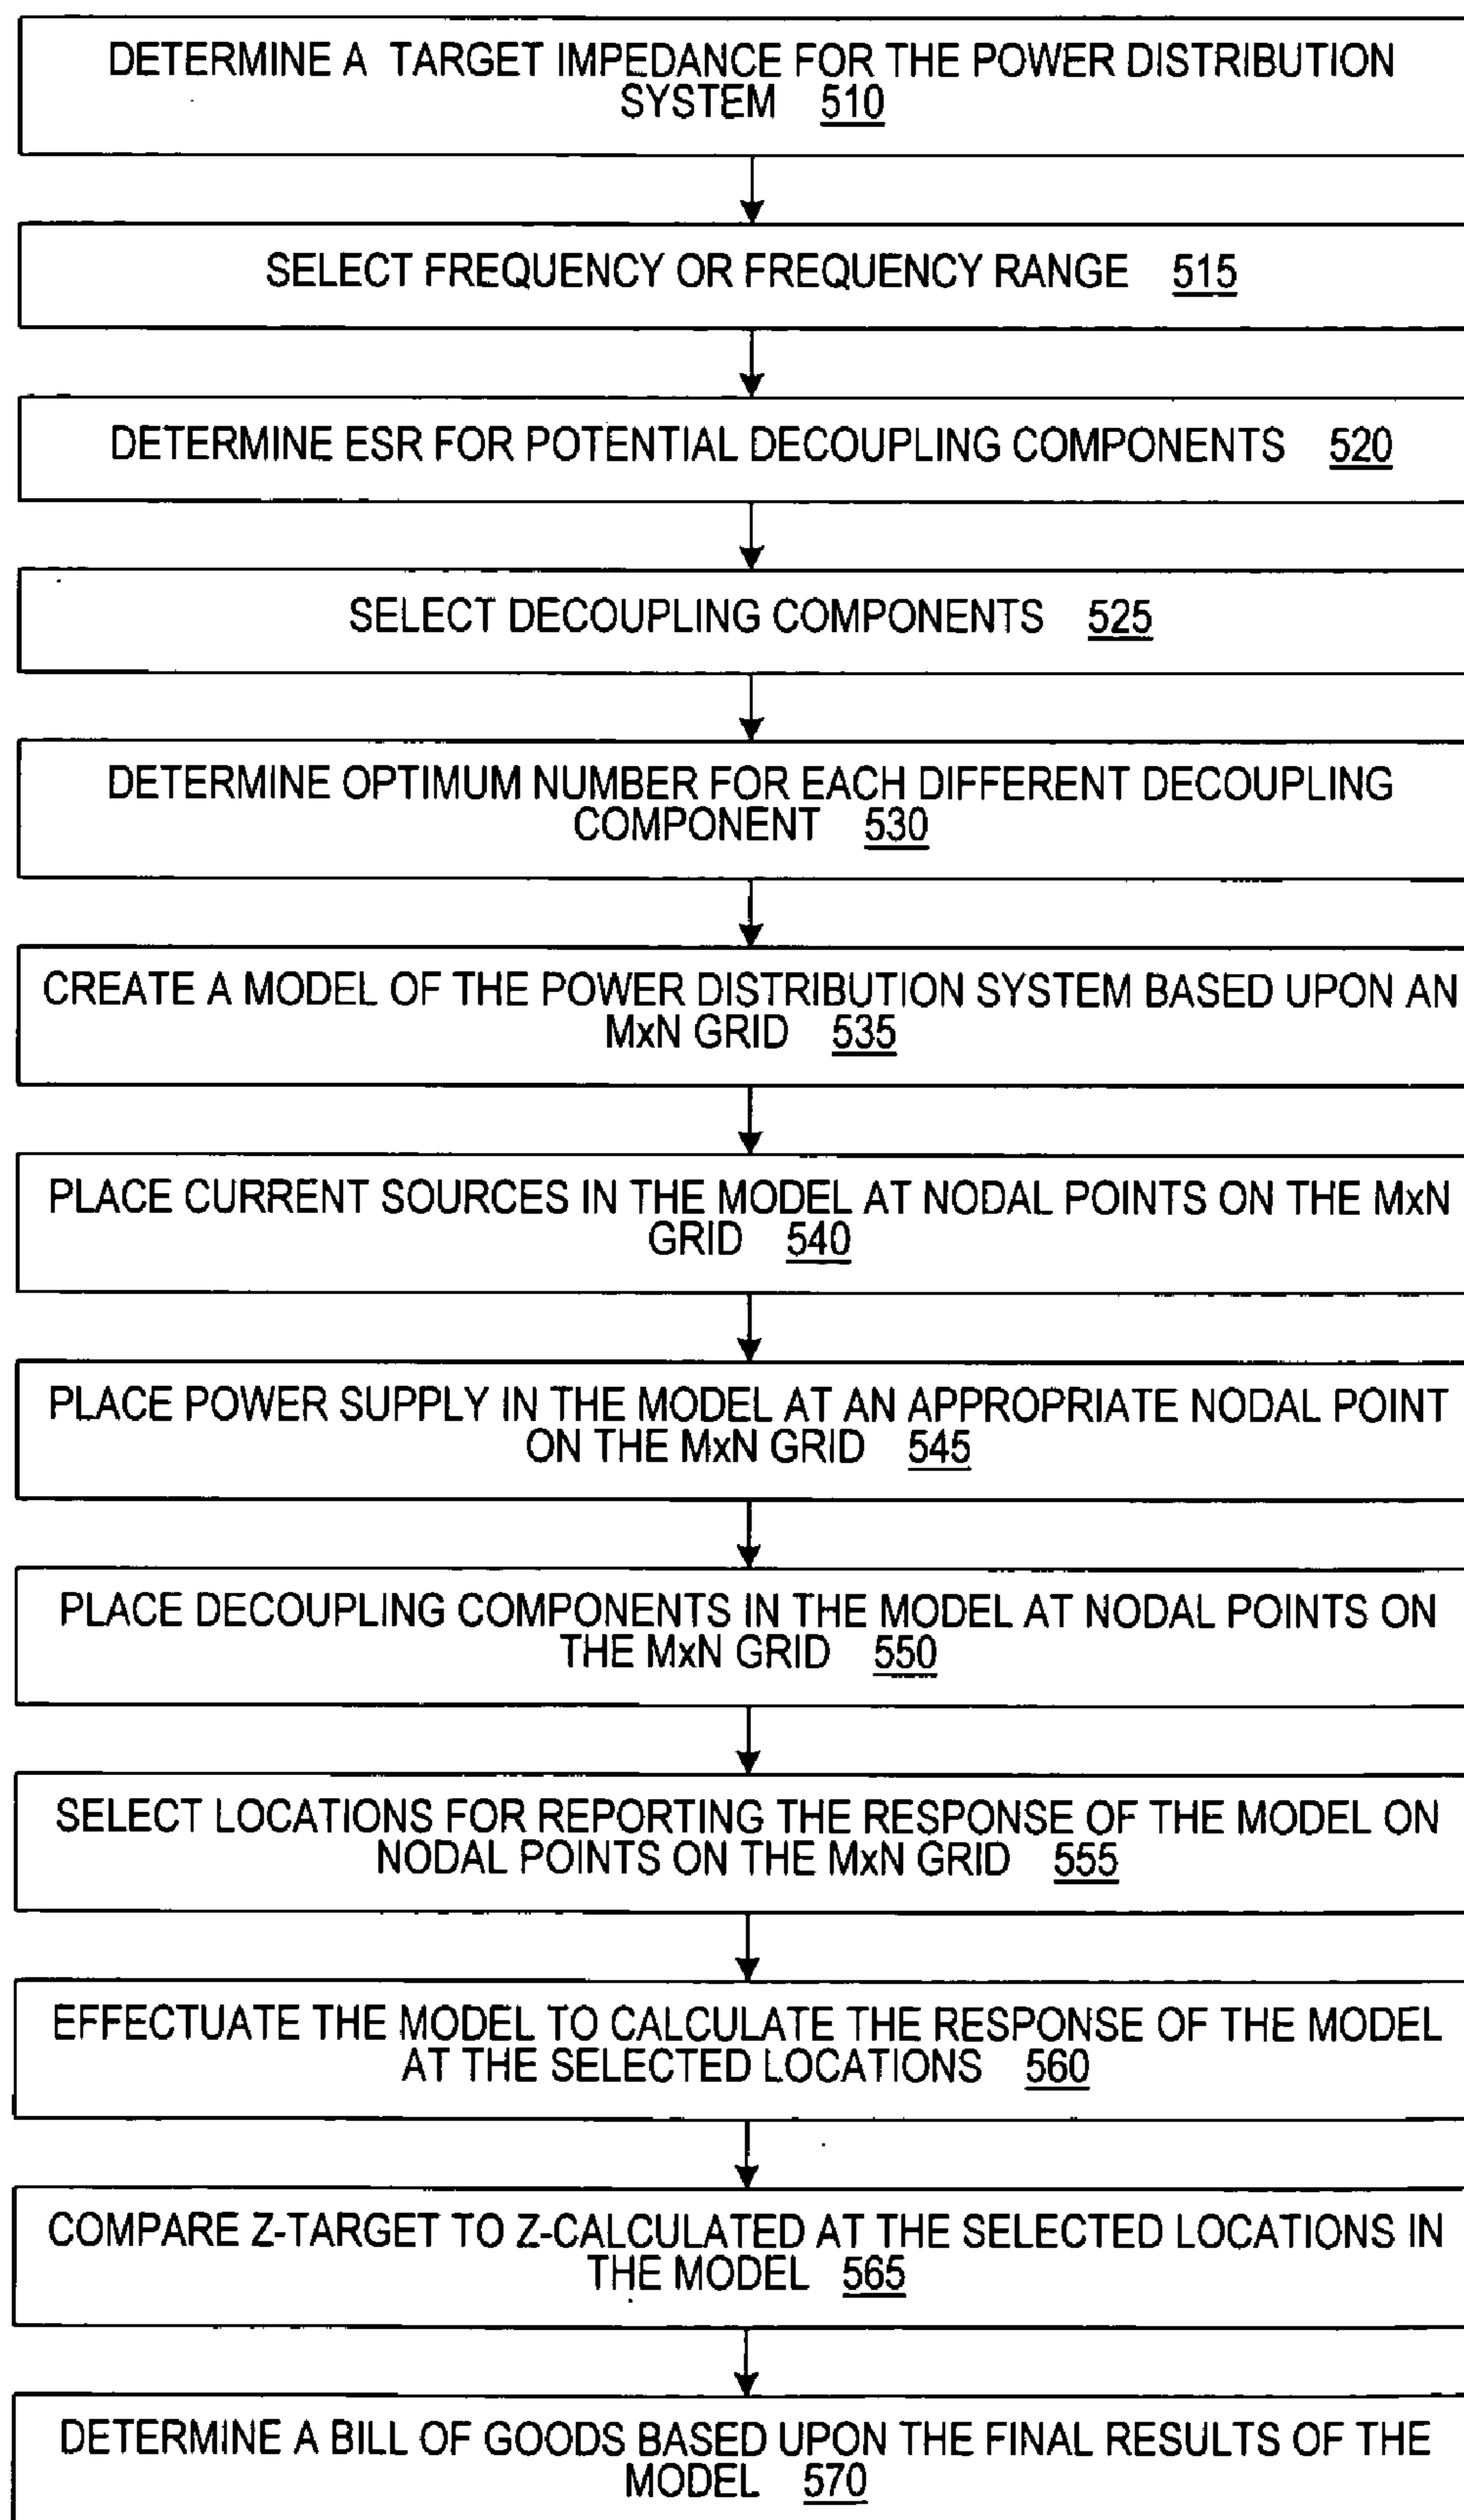 DETERMINE A TARGET IMPEDANCE FOR THE POWER DISTRIBUTION
SYSTEM 510
SELECT FREQUENCY OR FREQUENCY RANGE 515
DETERMINE ESR FOR POTENTIAL DECOUPLING COMPONENTS 520
SELECT DECOUPLING COMPONENTS 525
DETERMINE OPTIMUM NUMBER FOR EACH DIFFERENT DECOUPLING
COMPONENT 530
CREATE A MODEL OF THE POWER DISTRIBUTION SYSTEM BASED UPON AN
MxN GRID 535
PLACE CURRENT SOURCES IN THE MODEL AT NODAL POINTS ON THE MxN
GRID 540
PLACE POWER SUPPLY IN THE MODEL AT AN APPROPRIATE NODAL POINT
ON THE MxN GRID 545
PLACE DECOUPLING COMPONENTS IN THE MODEL AT NODAL POINTS ON
THE MxN GRID 550
SELECT LOCATIONS FOR REPORTING THE RESPONSE OF THE MODEL ON
NODAL POINTS ON THE MxN GRID 555
EFFECTUATE THE MODEL TO CALCULATE THE RESPONSE OF THE MODEL
AT THE SELECTED LOCATIONS 560
COMPARE Z-TARGET TO Z-CALCULATED AT THE SELECTED LOCATIONS IN
THE MODEL 565
DETERMINE A BILL OF GOODS BASED UPON THE FINAL RESULTS OF THE
MODEL 570